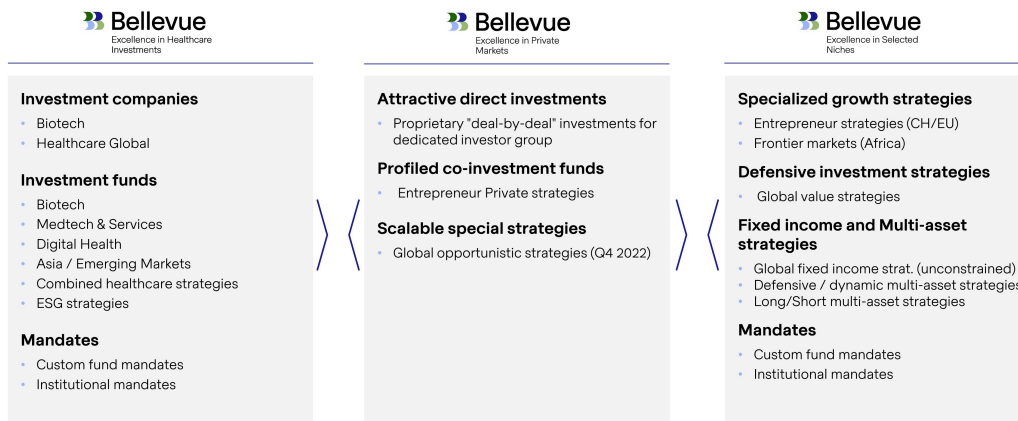 Bellevue
Excellence in Healthcare
Investments
Investment companies
• Biotech
• Healthcare Global
Investment funds
• Biotech
• Medtech & Services
• Digital Health
• Asia / Emerging Markets
• Combined healthcare strategies
• ESG strategies
Mandates
• Custom fund mandates
• Institutional mandates
Bellevue
Excellence in Private
Markets
Attractive direct investments
• Proprietary "deal-by-deal" investments for
dedicated investor group
Profiled co-investment funds
• Entrepreneur Private strategies
Scalable special strategies
• Global opportunistic strategies (Q4 2022)
Bellevue
Excellence in Selected
Niches
Specialized growth strategies
• Entrepreneur strategies (CH/EU)
• Frontier markets (Africa)
Defensive investment strategies
• Global value strategies
Fixed income and Multi-asset
strategies
• Global fixed income strat. (unconstrained)
• Defensive / dynamic multi-asset strategies
• Long/Short multi-asset strategies
Mandates
• Custom fund mandates
• Institutional mandates